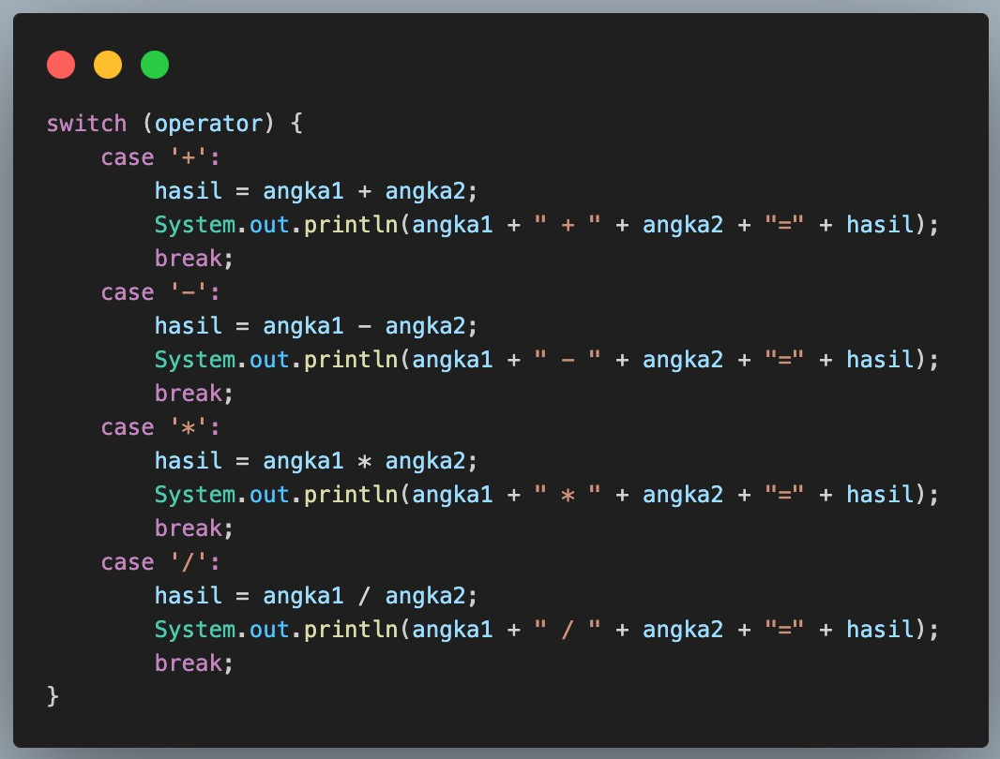 switch (operator) {
    case '+':
        hasil = angka1 + angka2;
        System.out.println(angka1 + " + " + angka2 + "=" + hasil);
        break;
    case '-':
        hasil = angka1 - angka2;
        System.out.println(angka1 + " - " + angka2 + "=" + hasil);
        break;
    case '*':
        hasil = angka1 * angka2;
        System.out.println(angka1 + " * " + angka2 + "=" + hasil);
        break;
    case '/':
        hasil = angka1 / angka2;
        System.out.println(angka1 + " / " + angka2 + "=" + hasil);
        break;
}